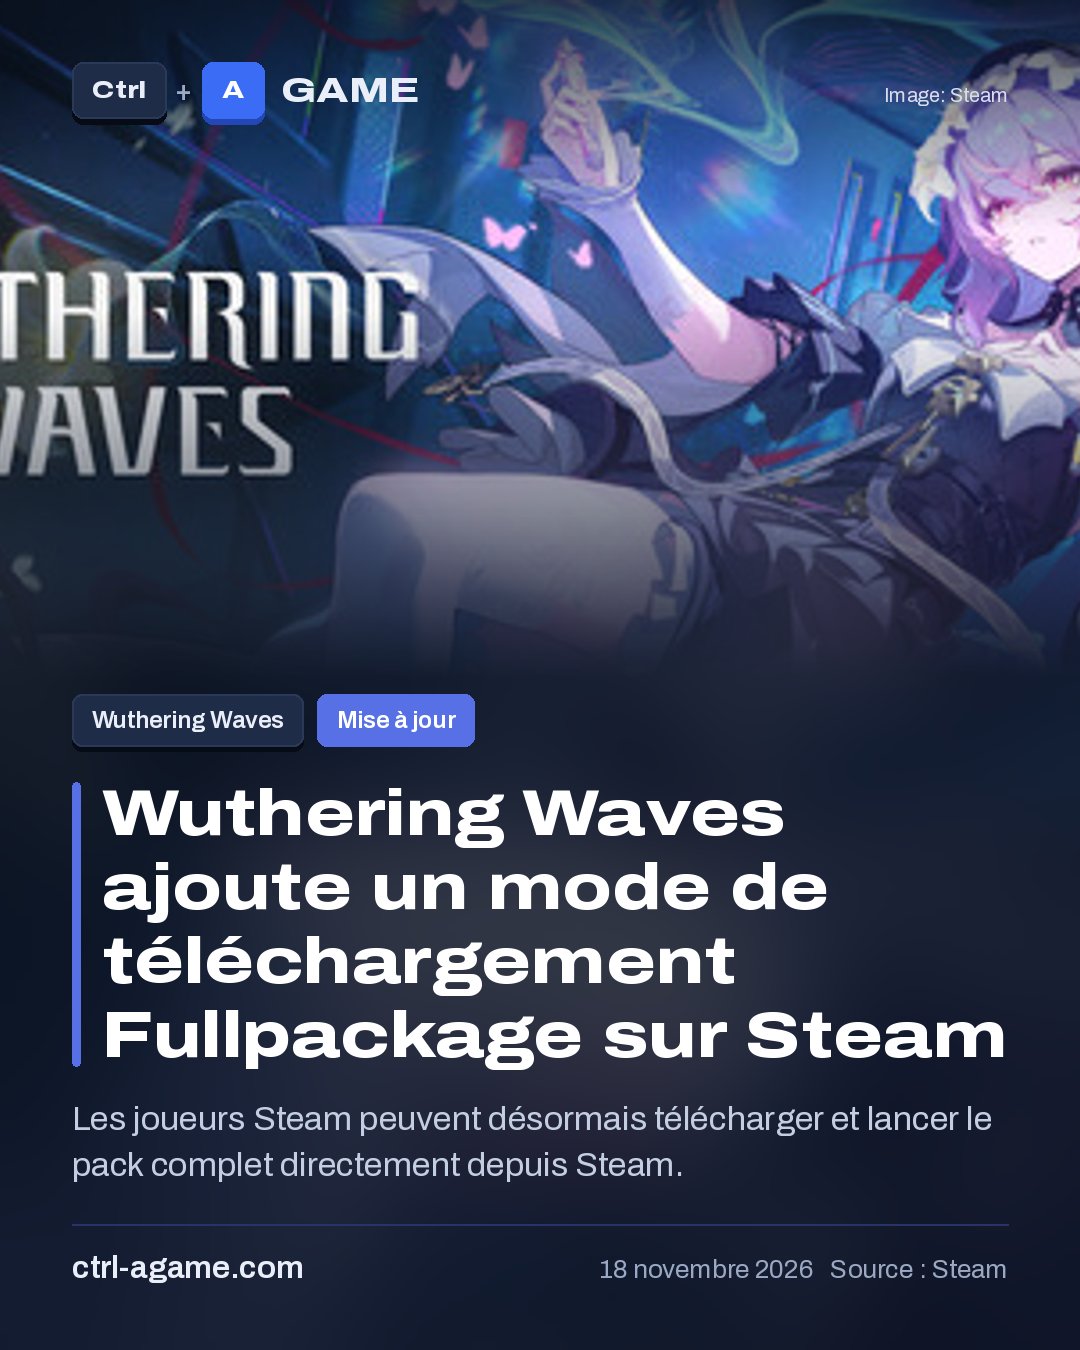 Ctrl + A GAME
Image: Steam
THERING
WAVES
Wuthering Waves
Mise à jour
Wuthering Waves
ajoute un mode de
téléchargement
Fullpackage sur Steam
Les joueurs Steam peuvent désormais télécharger et lancer le
pack complet directement depuis Steam.
ctrl-agame.com
18 novembre 2026 Source : Steam